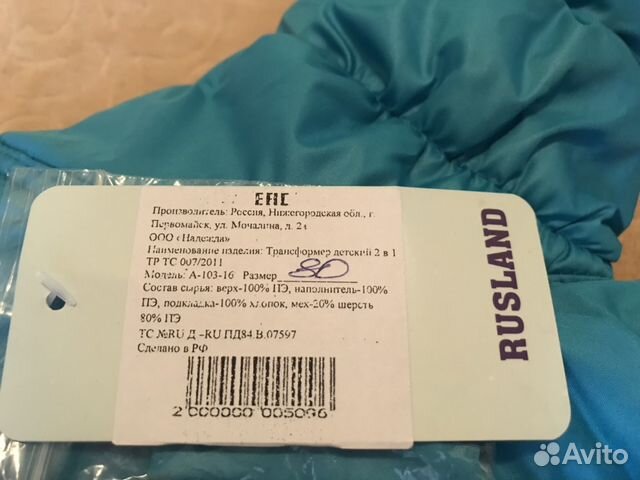 ЕАС
Производитель: Россия, Нижегородская обл., г.
Первомайск, ул. Мочалина, д. 2а
ООО «Надежда»
Наименование изделия: Трансформер детский 2 в 1
ТР ТС 007/2011
Модель: А-103-16 Размер 80
Состав сырья: верх-100% ПЭ, наполнитель-100%
ПЭ, подкладка-100% хлопок, мех-20% шерсть
80% ПЭ
ТС №RU Д -RU.ПД84.В.07597
Сделано в РФ
2 000000 005096
RUSLAND
Avito